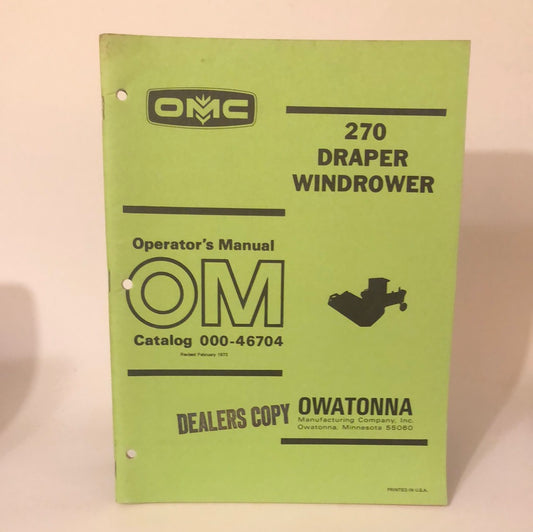 OMC
270
DRAPER
WINDROWER
Operator's Manual
OM
Catalog 000-46704
Revised February 1973
DEALERS COPY
OWATONNA
Manufacturing Company, Inc.
Owatonna, Minnesota 55060
PRINTED IN U.S.A.